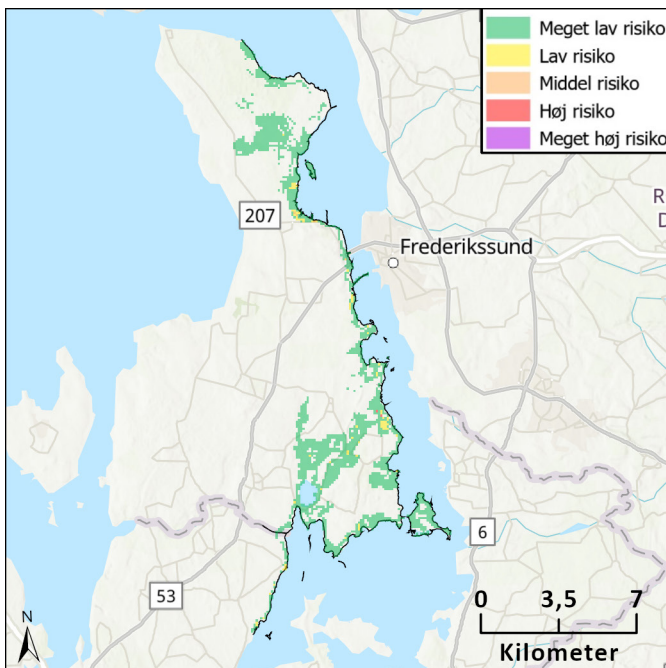 Meget lav risiko
Lav risiko
Middel risiko
Høj risiko
Meget høj risiko
R
D
207
Frederikssund
6
53
N
0 3,5 7
Kilometer